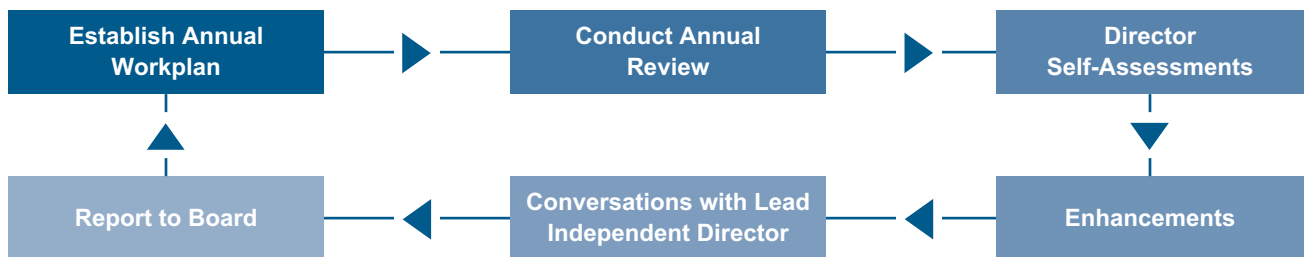 Establish Annual
Workplan
Conduct Annual
Review
Director
Self-Assessments
Report to Board
Conversations with Lead
Independent Director
Enhancements